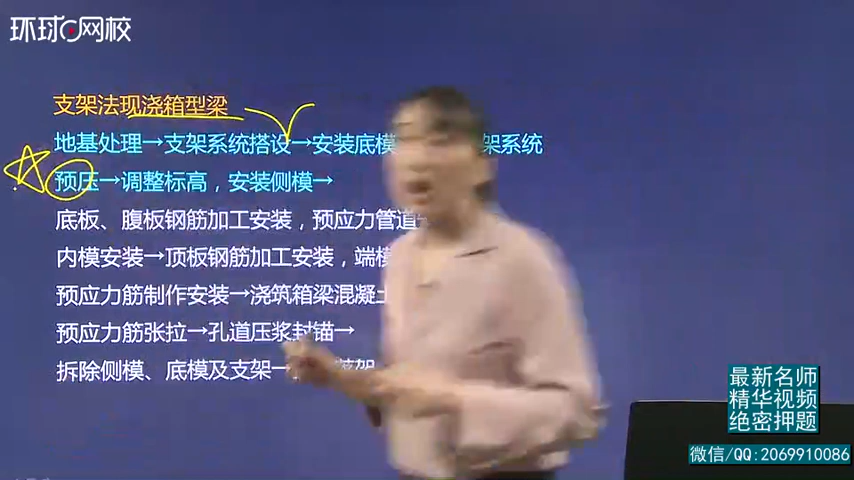 环球网校
支架法现浇箱型梁
地基处理→支架系统搭设→安装底模 架系统
预压→调整标高，安装侧模→
底板、腹板钢筋加工安装，预应力管道
内模安装→顶板钢筋加工安装，端模
预应力筋制作安装→浇筑箱梁混凝土
预应力筋张拉→孔道压浆封锚→
拆除侧模、底模及支架→
最新名师
精华视频
绝密押题
微信/QQ:2069910086